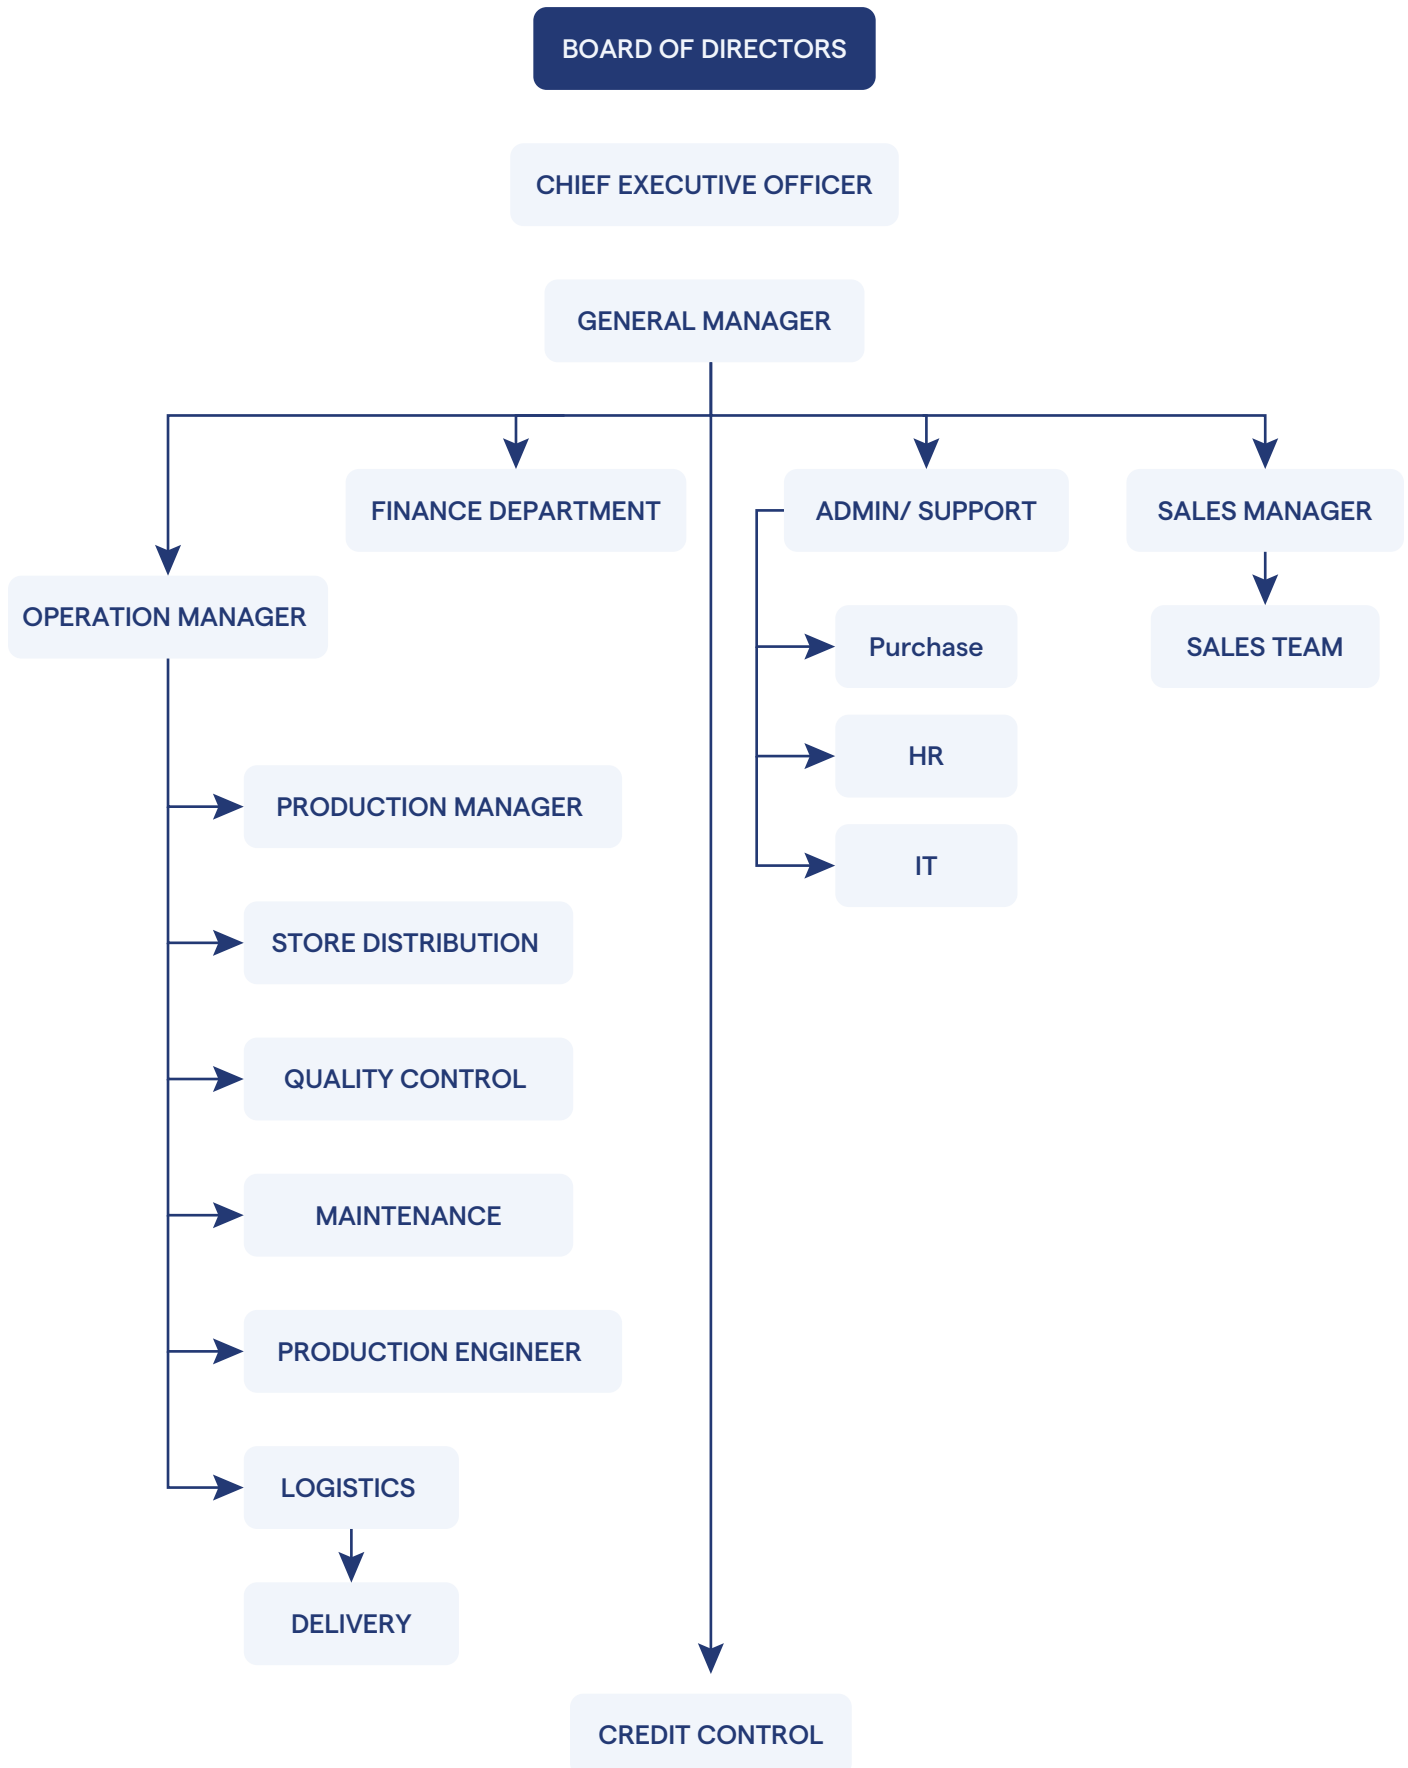 BOARD OF DIRECTORS
CHIEF EXECUTIVE OFFICER
GENERAL MANAGER
FINANCE DEPARTMENT
ADMIN/ SUPPORT
SALES MANAGER
OPERATION MANAGER
Purchase
SALES TEAM
HR
PRODUCTION MANAGER
IT
STORE DISTRIBUTION
QUALITY CONTROL
MAINTENANCE
PRODUCTION ENGINEER
LOGISTICS
DELIVERY
CREDIT CONTROL